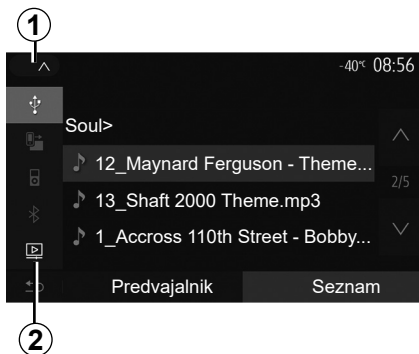 1
-40°C 08:56
Soul>
12_Maynard Ferguson - Theme...
2/5
13_Shaft 2000 Theme.mp3
1_Accross 110th Street - Bobby...
Predvajalnik Seznam
2